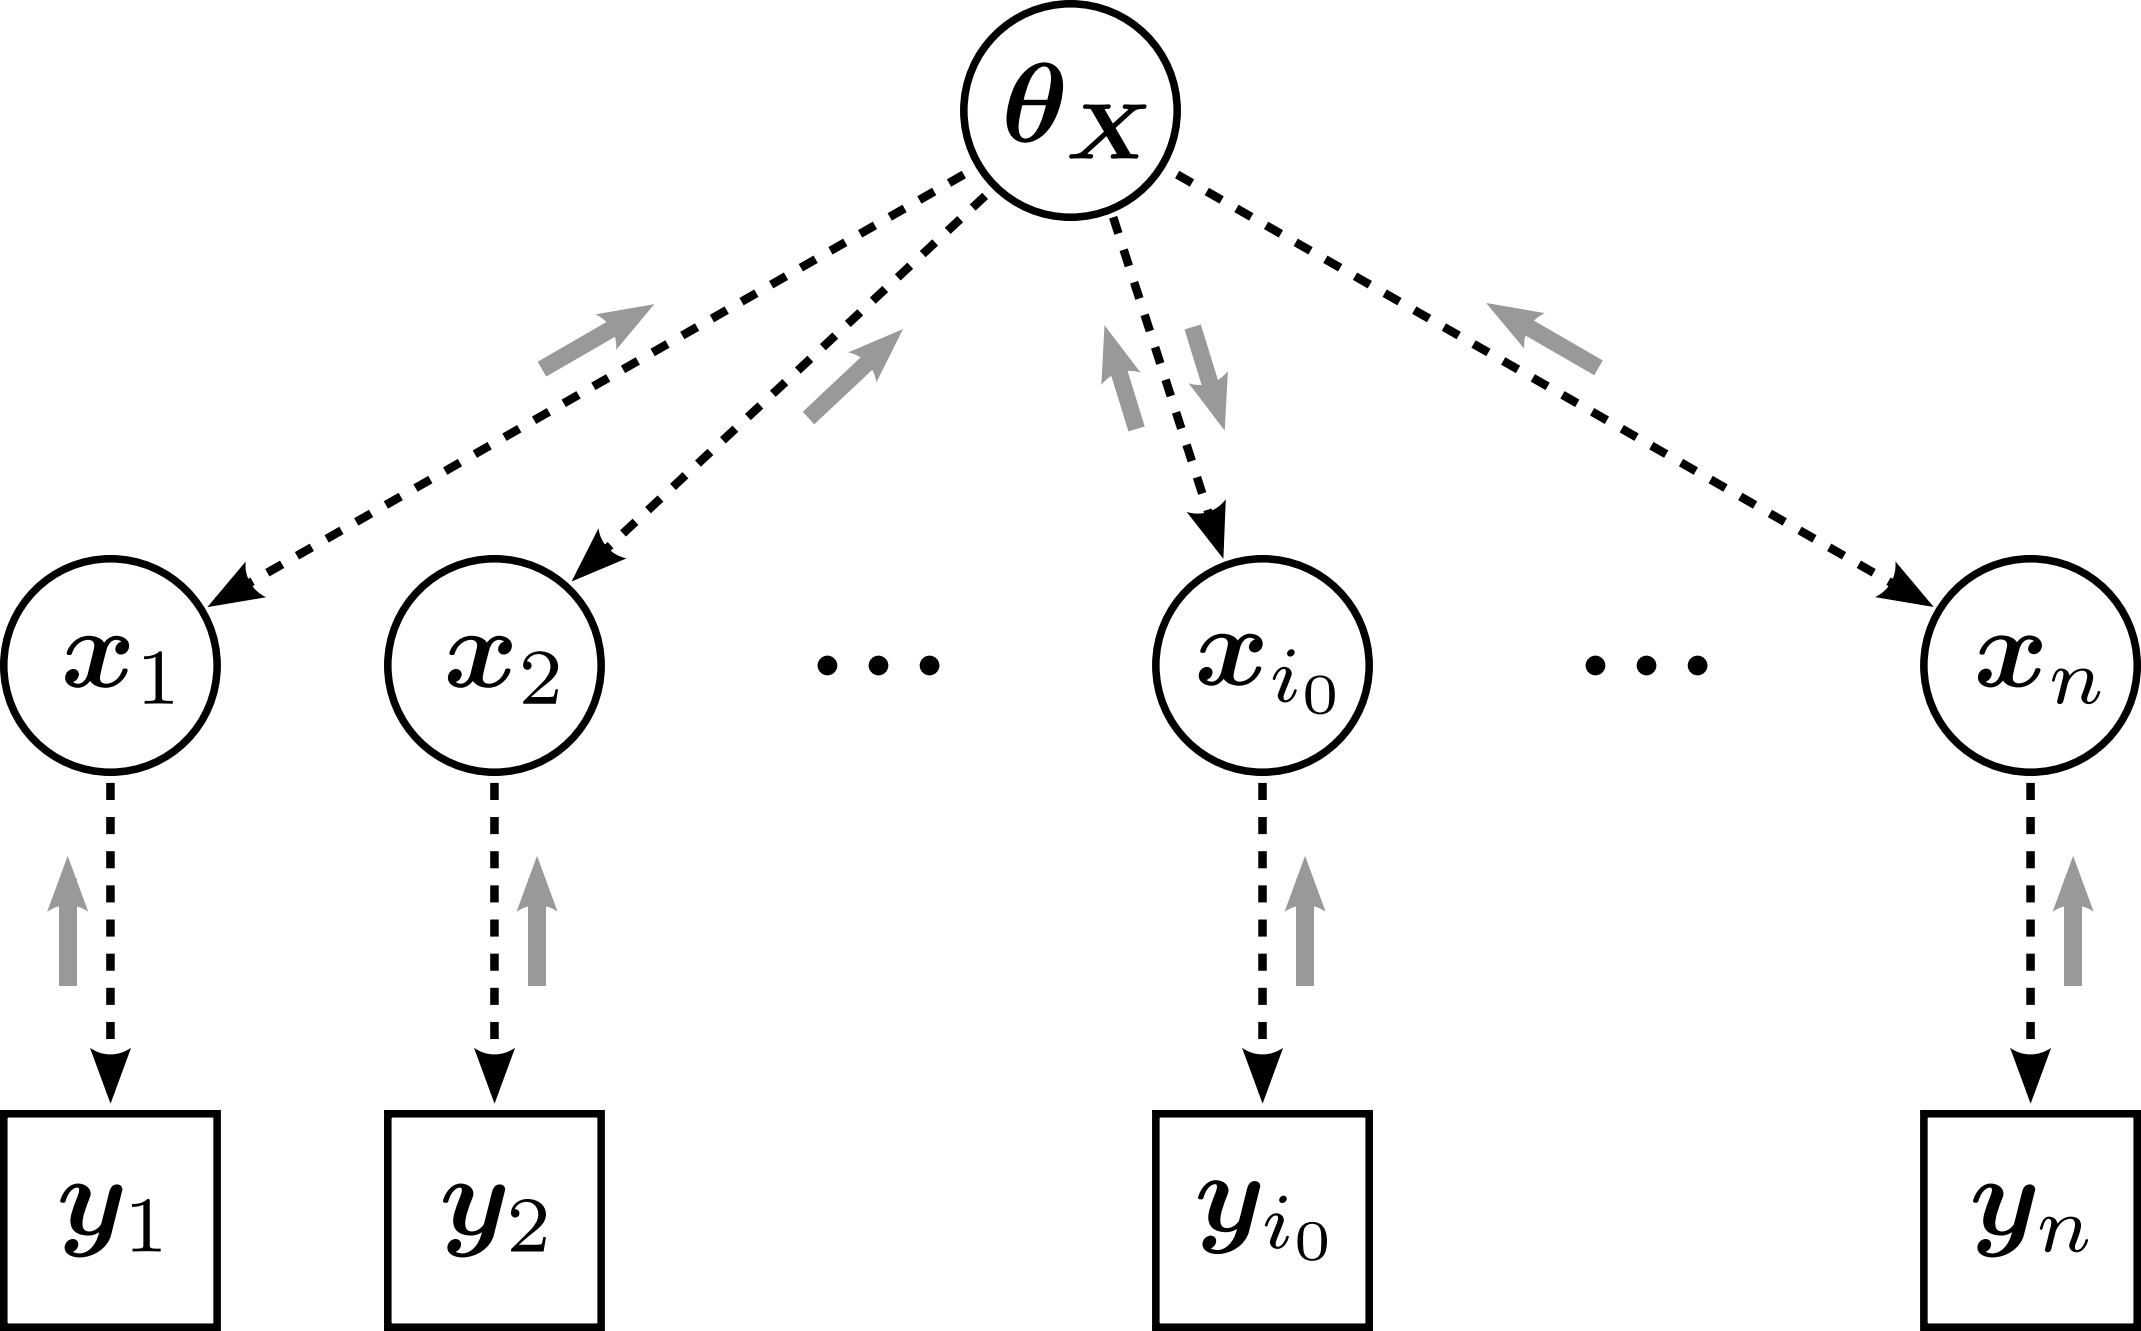 θ_X
x_1 x_2 ··· x_{i_0} ··· x_n
y_1 y_2 y_{i_0} y_n